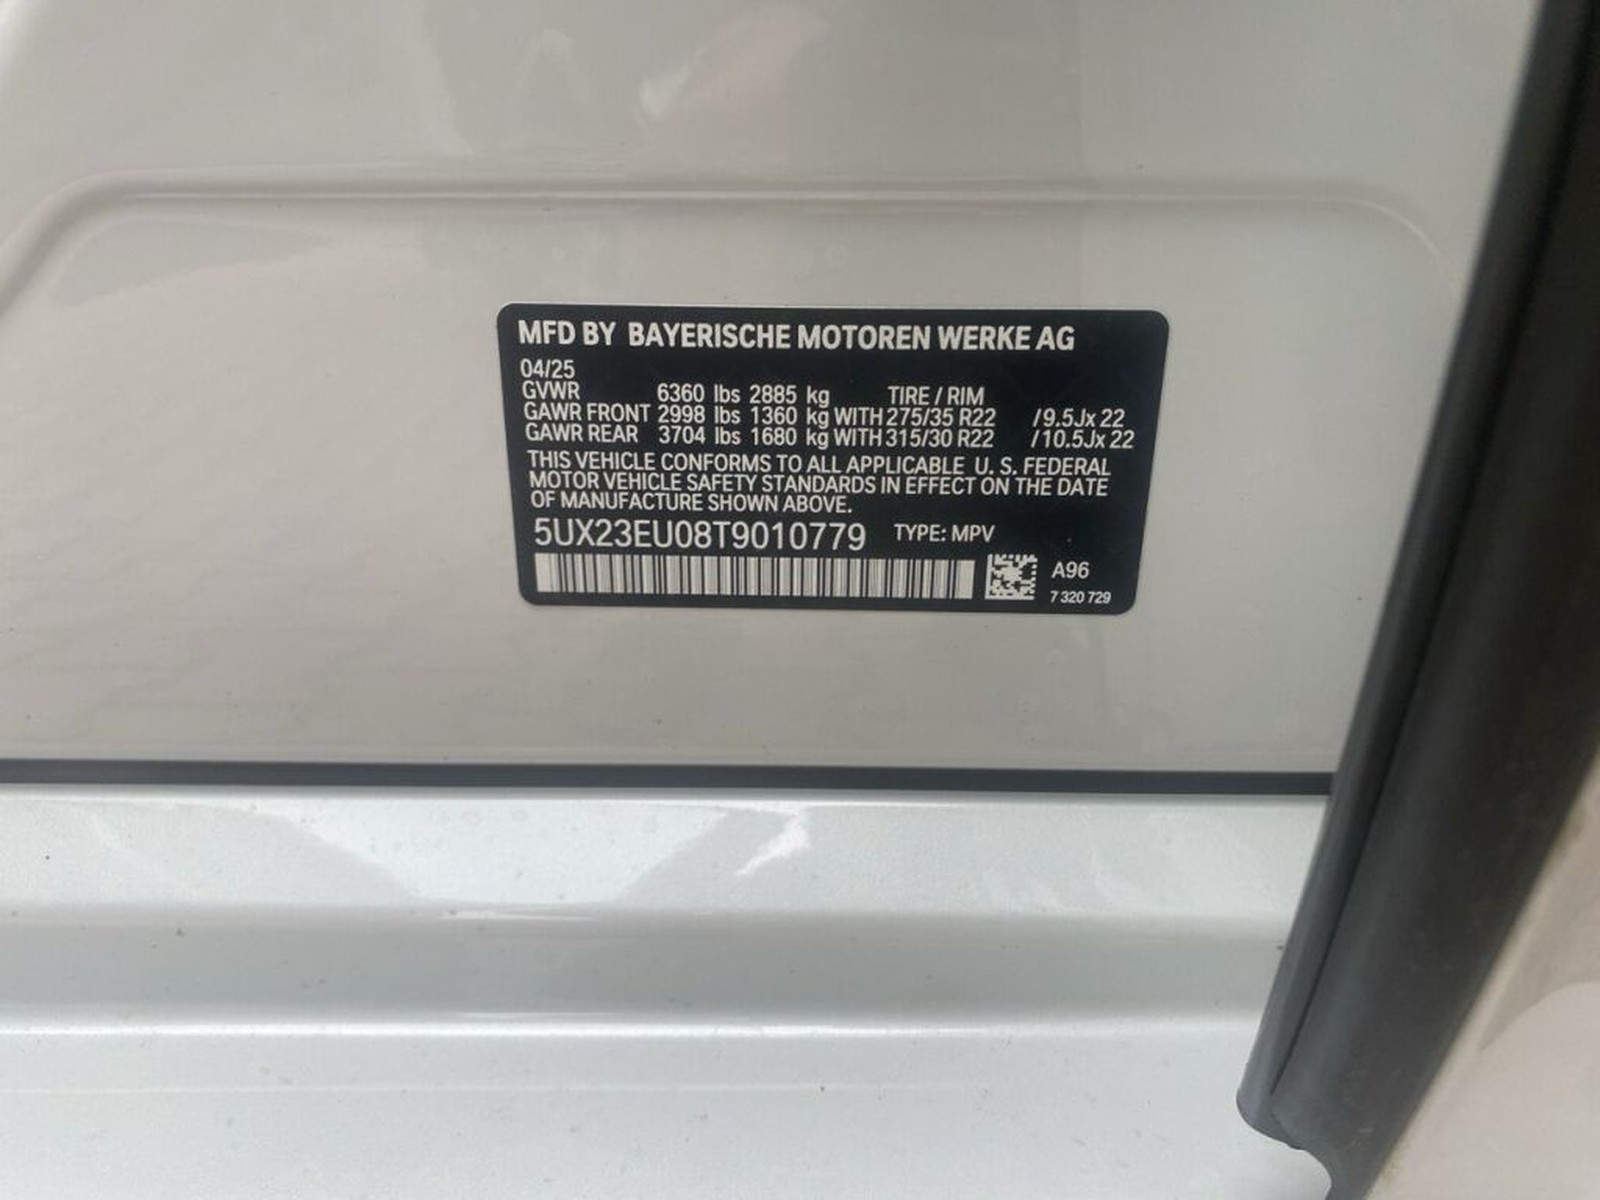 MFD BY BAYERISCHE MOTOREN WERKE AG
04/25
GVWR 6360 lbs 2885 kg TIRE / RIM
GAWR FRONT 2998 lbs 1360 kg WITH 275/35 R22 /9.5Jx 22
GAWR REAR 3704 lbs 1680 kg WITH 315/30 R22 /10.5Jx 22
THIS VEHICLE CONFORMS TO ALL APPLICABLE U. S. FEDERAL
MOTOR VEHICLE SAFETY STANDARDS IN EFFECT ON THE DATE
OF MANUFACTURE SHOWN ABOVE.
5UX23EU08T9010779 TYPE: MPV
A96
7 320 729